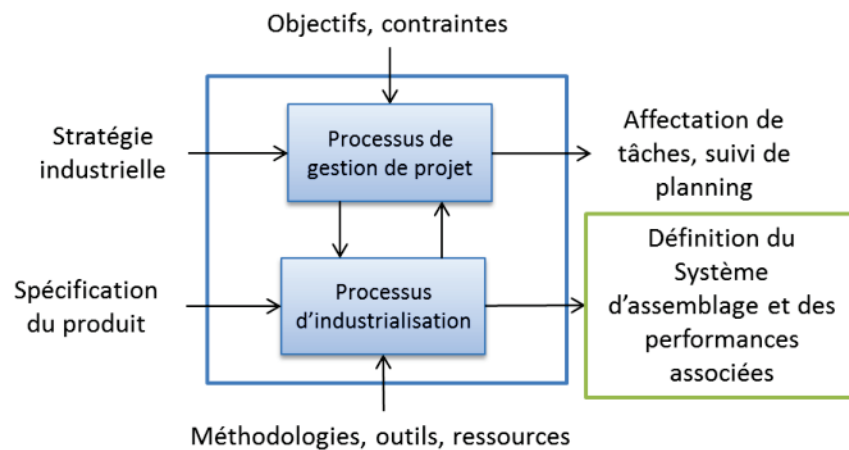 Objectifs, contraintes
Stratégie
industrielle
Processus de
gestion de projet
Affectation de
tâches, suivi de
planning
Spécification
du produit
Processus
d’industrialisation
Définition du
Système
d’assemblage et des
performances
associées
Méthodologies, outils, ressources